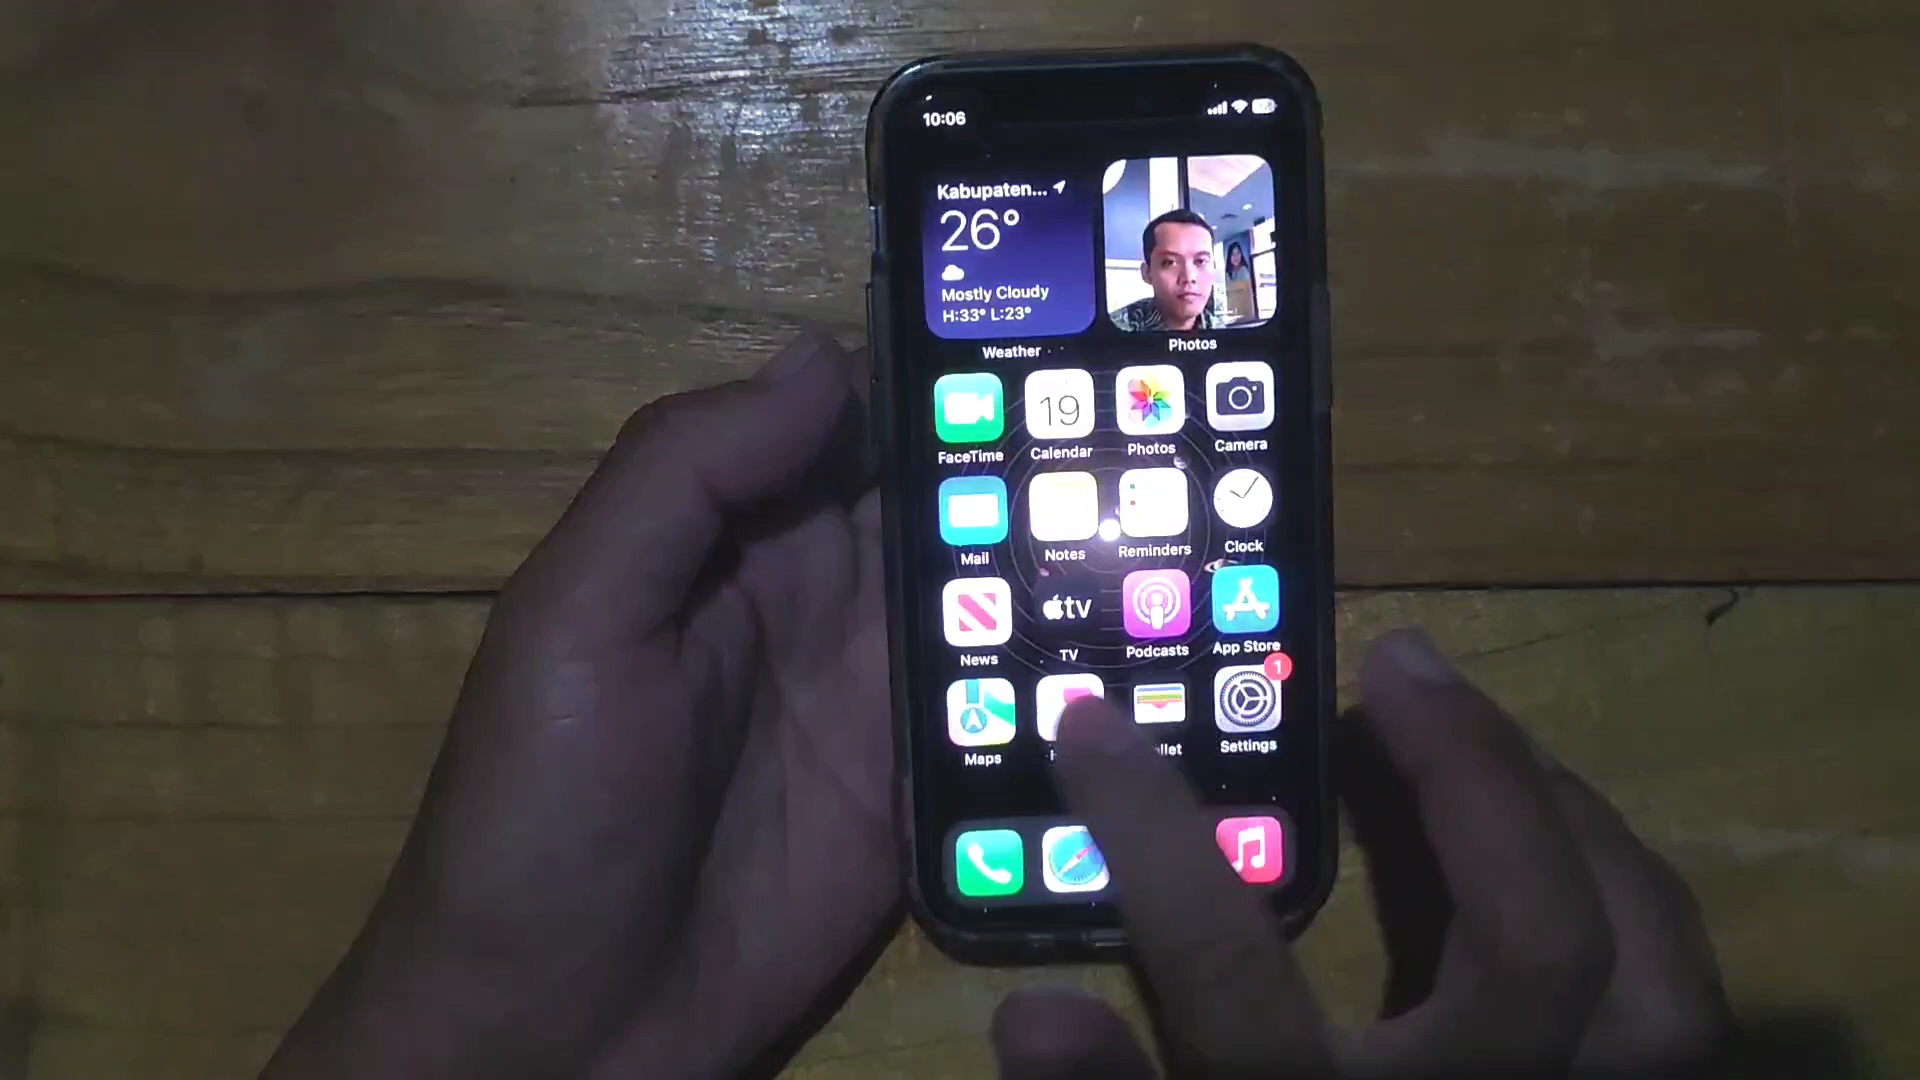 10:06
Kabupaten...
26°
Mostly Cloudy
H:33° L:23°
Weather
Photos
19
FaceTime
Calendar
Photos
Camera
Mail
Notes
Reminders
Clock
tv
News
TV
Podcasts
App Store
1
Maps
Settings